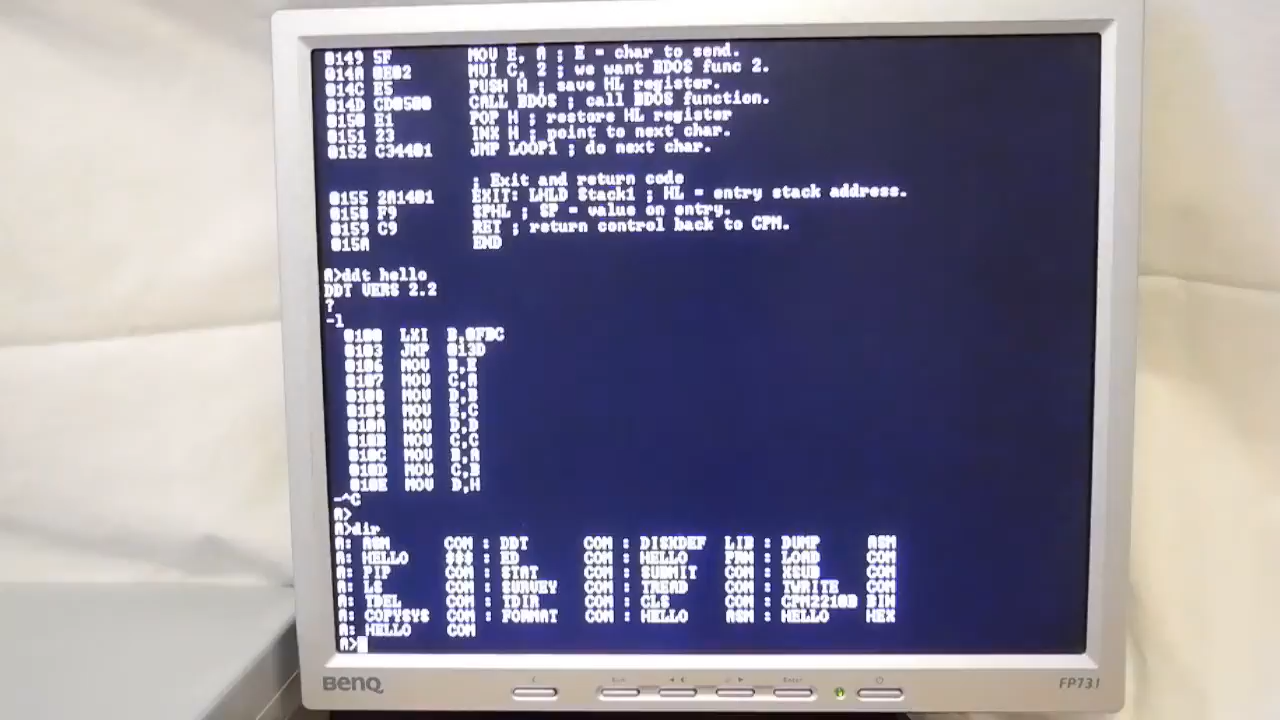 0149 5F MOV E, A ; E = char to send.
014A 0E02 MVI C, 2 ; we want BDOS func 2.
014C E5 PUSH H ; save HL register.
014D CD0500 CALL BDOS ; call BDOS function.
0150 E1 POP H ; restore HL register
0151 23 INX H ; point to next char.
0152 C34401 JMP LOOP1 ; do next char.
; Exit and return code
0155 2A1401 EXIT: LHLD Stack1 ; HL = entry stack address.
0158 F9 SPHL ; SP = value on entry.
0159 C9 RET ; return control back to CPM.
015A END
A>ddt hello
DDT VERS 2.2
?
-l
0100 LXI B,0FBC
0103 JMP 013D
0106 MOV B,E
0107 MOV C,A
0108 MOV D,B
0109 MOV E,C
010A MOV D,D
010B MOV C,C
010C MOV B,A
010D MOV C,B
010E MOV D,H
-^C
A>
A>dir
A: ASM COM : DDT COM : DISKDEF LIB : DUMP ASM
A: HELLO $$$ : ED COM : HELLO PRN : LOAD COM
A: PIP COM : STAT COM : SUBMIT COM : XSUB COM
A: LS COM : SURVEY COM : TREAD COM : TWRITE COM
A: TDEL COM : TDIR COM : CLS COM : CPM2210B BIN
A: COPYSYS COM : FORMAT COM : HELLO ASM : HELLO HEX
A: HELLO COM
A>
BenQ
Enter
FP731